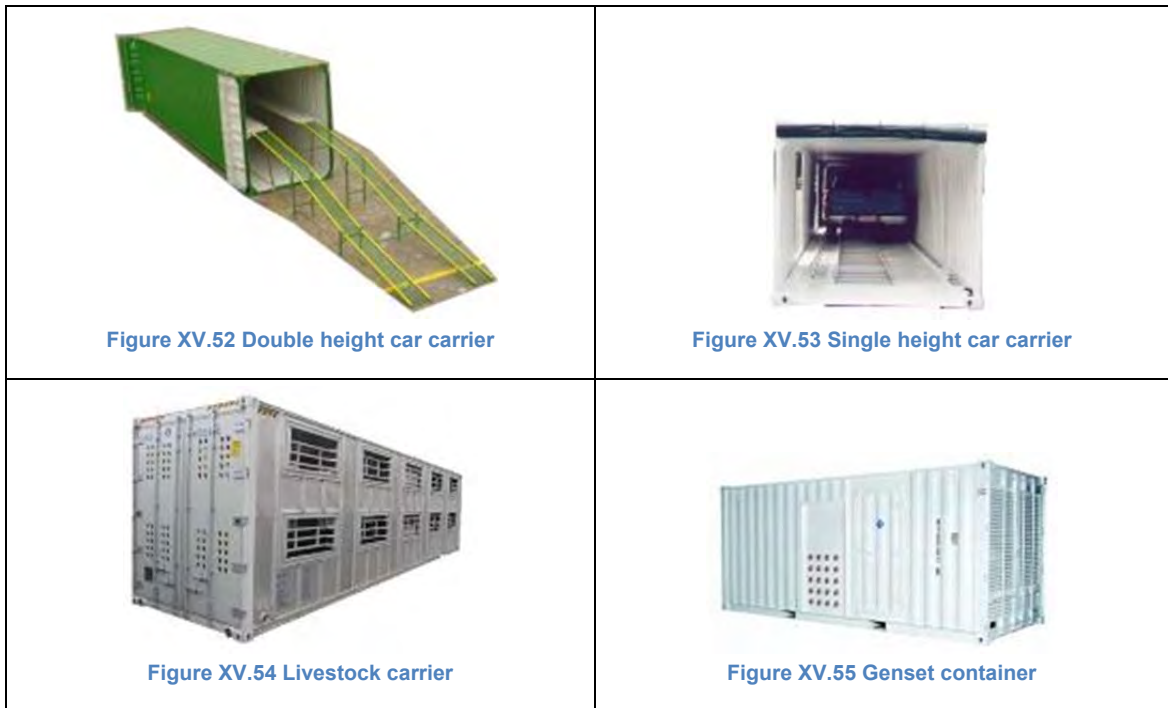 Figure XV.52 Double height car carrier
Figure XV.53 Single height car carrier
Figure XV.54 Livestock carrier
Figure XV.55 Genset container